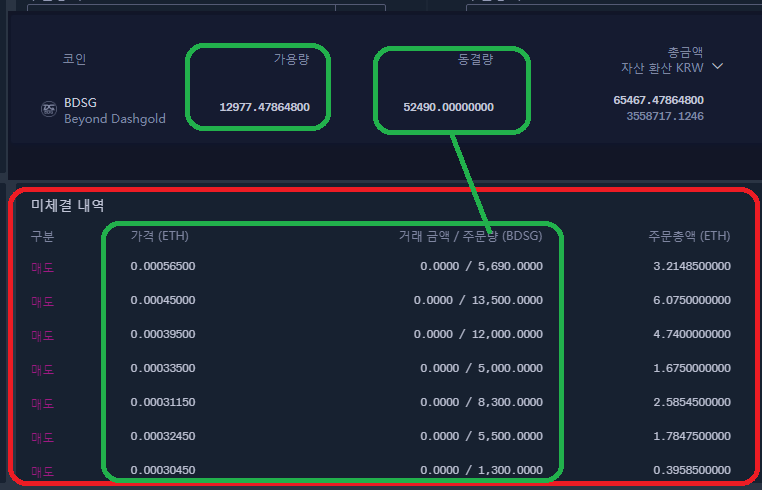 코인 가용량 동결량 총금액
자산 환산 KRW
BDSG 12977.47864800 52490.00000000 65467.47864800
Beyond Dashgold 3558717.1246
미체결 내역
구분 가격 (ETH) 거래 금액 / 주문량 (BDSG) 주문총액 (ETH)
매도 0.00056500 0.0000 / 5,690.0000 3.2148500000
매도 0.00045000 0.0000 / 13,500.0000 6.0750000000
매도 0.00039500 0.0000 / 12,000.0000 4.7400000000
매도 0.00033500 0.0000 / 5,000.0000 1.6750000000
매도 0.00031150 0.0000 / 8,300.0000 2.5854500000
매도 0.00032450 0.0000 / 5,500.0000 1.7847500000
매도 0.00030450 0.0000 / 1,300.0000 0.3958500000